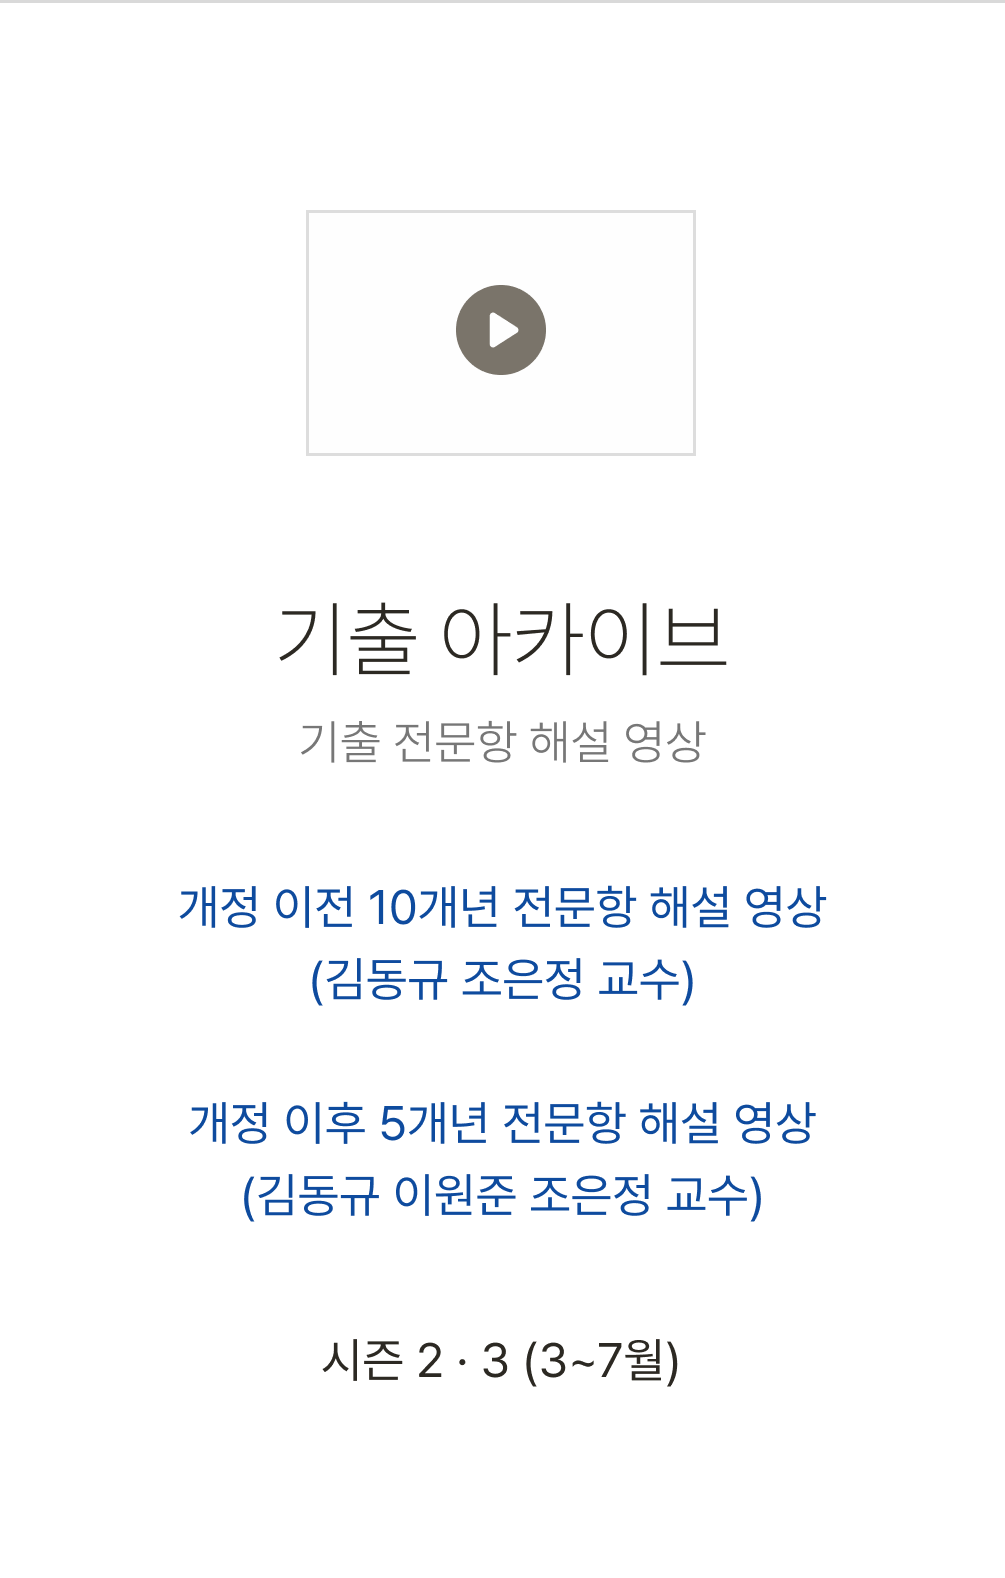 기출 아카이브
기출 전문항 해설 영상
개정 이전 10개년 전문항 해설 영상
(김동규 조은정 교수)
개정 이후 5개년 전문항 해설 영상
(김동규 이원준 조은정 교수)
시즌 2 · 3 (3~7월)